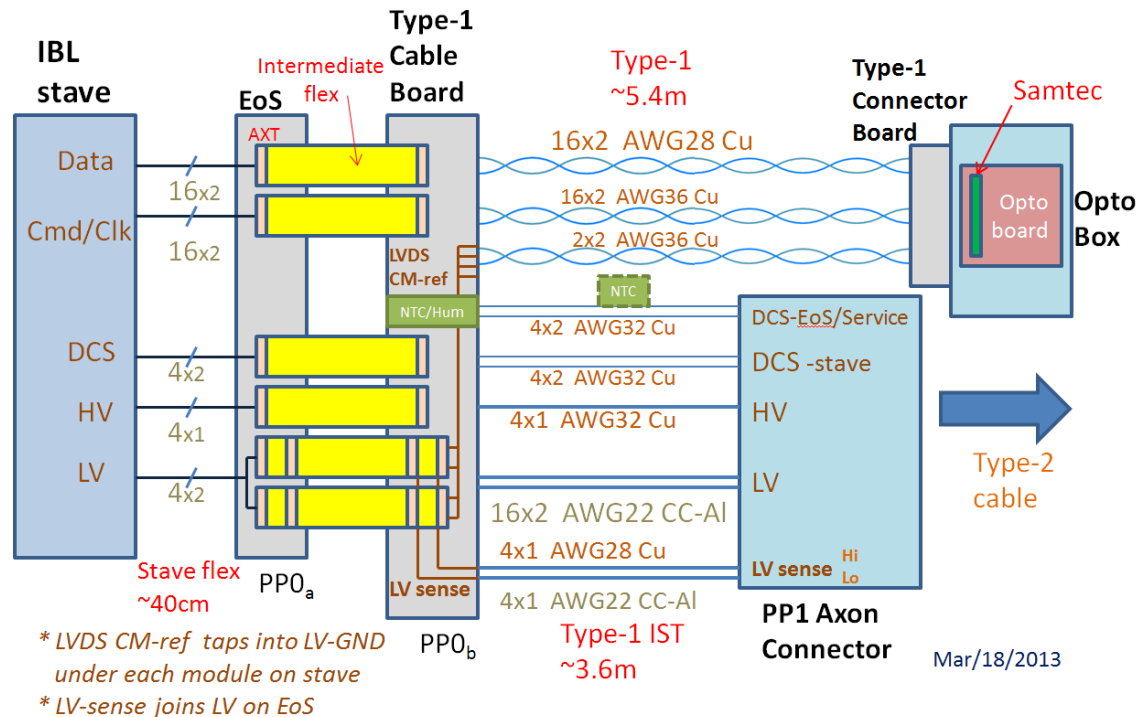 IBL
stave
EoS
Type-1
Cable
Board
Intermediate
flex
AXT
Type-1
~5.4m
Type-1
Connector
Board
Samtec
Data
16x2
Cmd/Clk
16x2
16x2 AWG28 Cu
16x2 AWG36 Cu
2x2 AWG36 Cu
LVDS
CM-ref
Opto
board
Opto
Box
NTC/Hum
NTC
4x2 AWG32 Cu
DCS-EoS/Service
DCS
4x2
4x2 AWG32 Cu
DCS -stave
HV
4x1
4x1 AWG32 Cu
HV
LV
4x2
LV
16x2 AWG22 CC-Al
4x1 AWG28 Cu
LV sense
4x1 AWG22 CC-Al
LV sense
Hi
Lo
Type-2
cable
Stave flex
~40cm
PP0a
PP0b
Type-1 IST
~3.6m
PP1 Axon
Connector
Mar/18/2013
* LVDS CM-ref taps into LV-GND
under each module on stave
* LV-sense joins LV on EoS